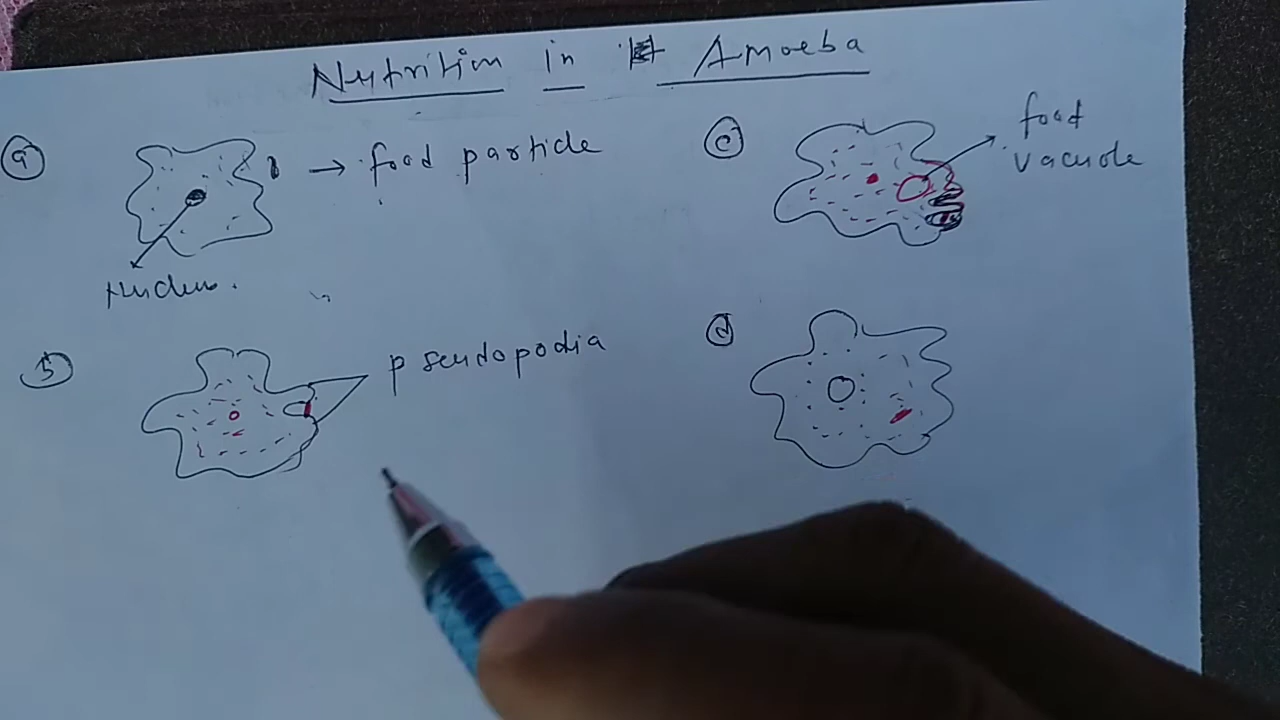 Nutrition in Amoeba
(a)
→ food particle
Nucleus.
(b)
pseudopodia
(c)
food
vacuole
(d)